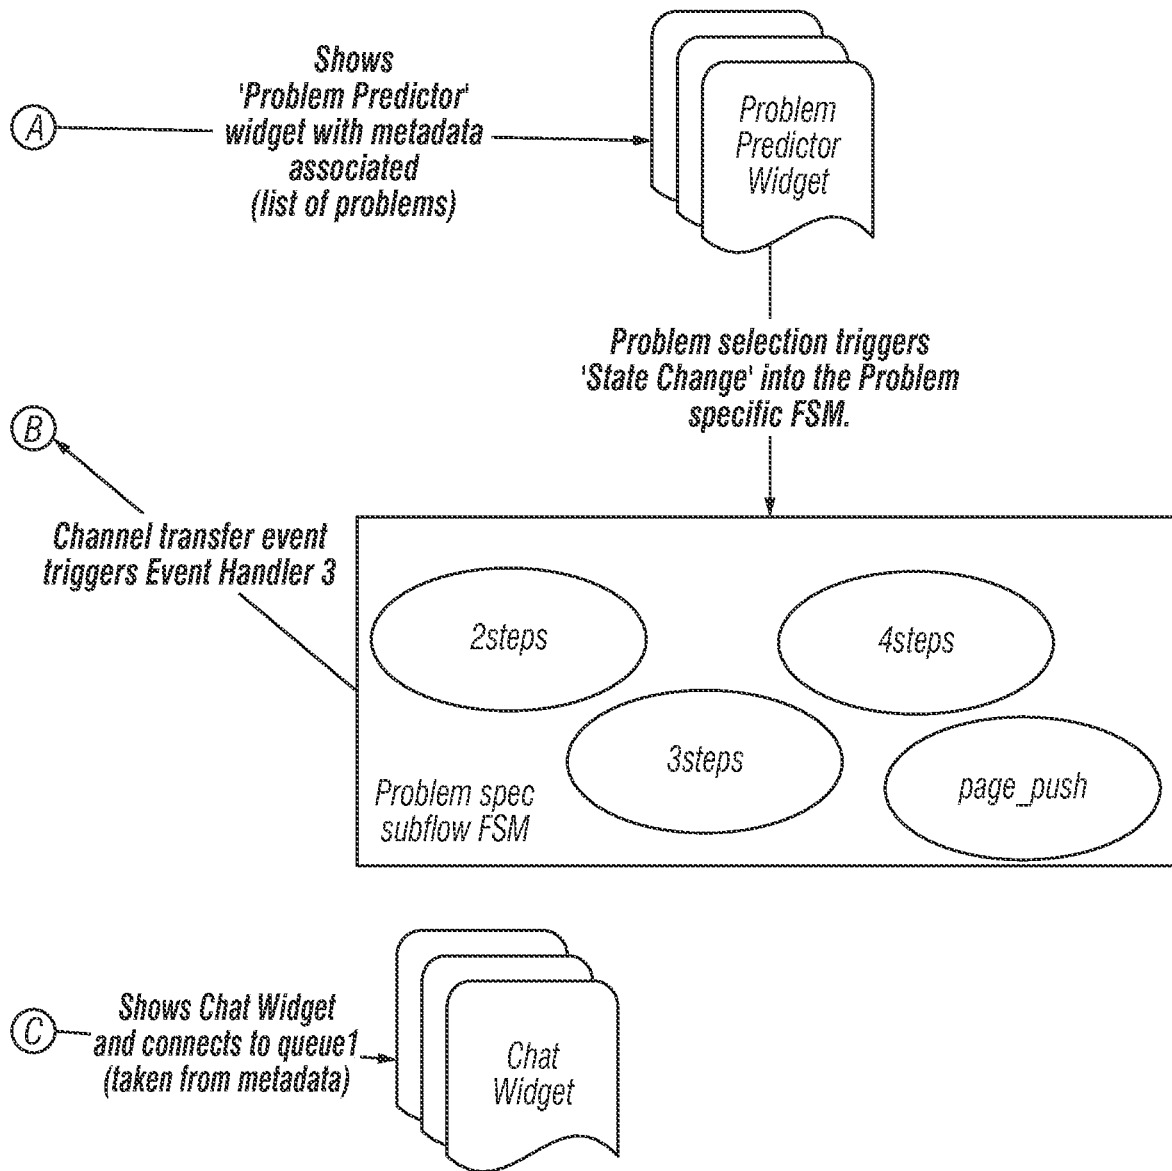 Shows
'Problem Predictor'
widget with metadata
associated
(list of problems)
A
Problem
Predictor
Widget
Problem selection triggers
'State Change' into the Problem
specific FSM.
B
Channel transfer event
triggers Event Handler 3
2steps
4steps
3steps
page_push
Problem spec
subflow FSM
C
Shows Chat Widget
and connects to queue1
(taken from metadata)
Chat
Widget